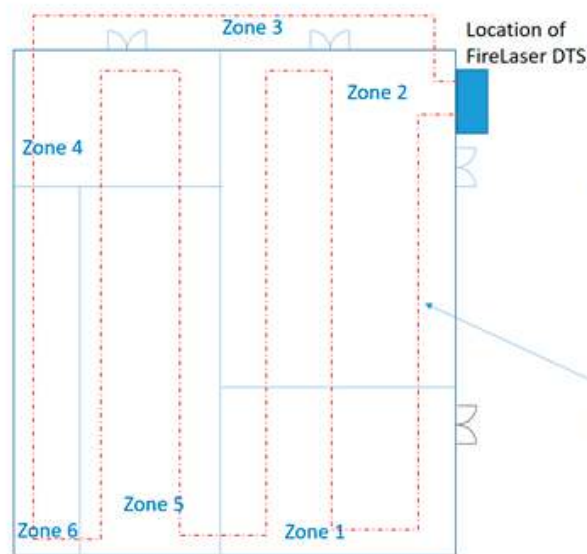 Zone 3
Location of
FireLaser DTS
Zone 2
Zone 4
Zone 5
Zone 6
Zone 1